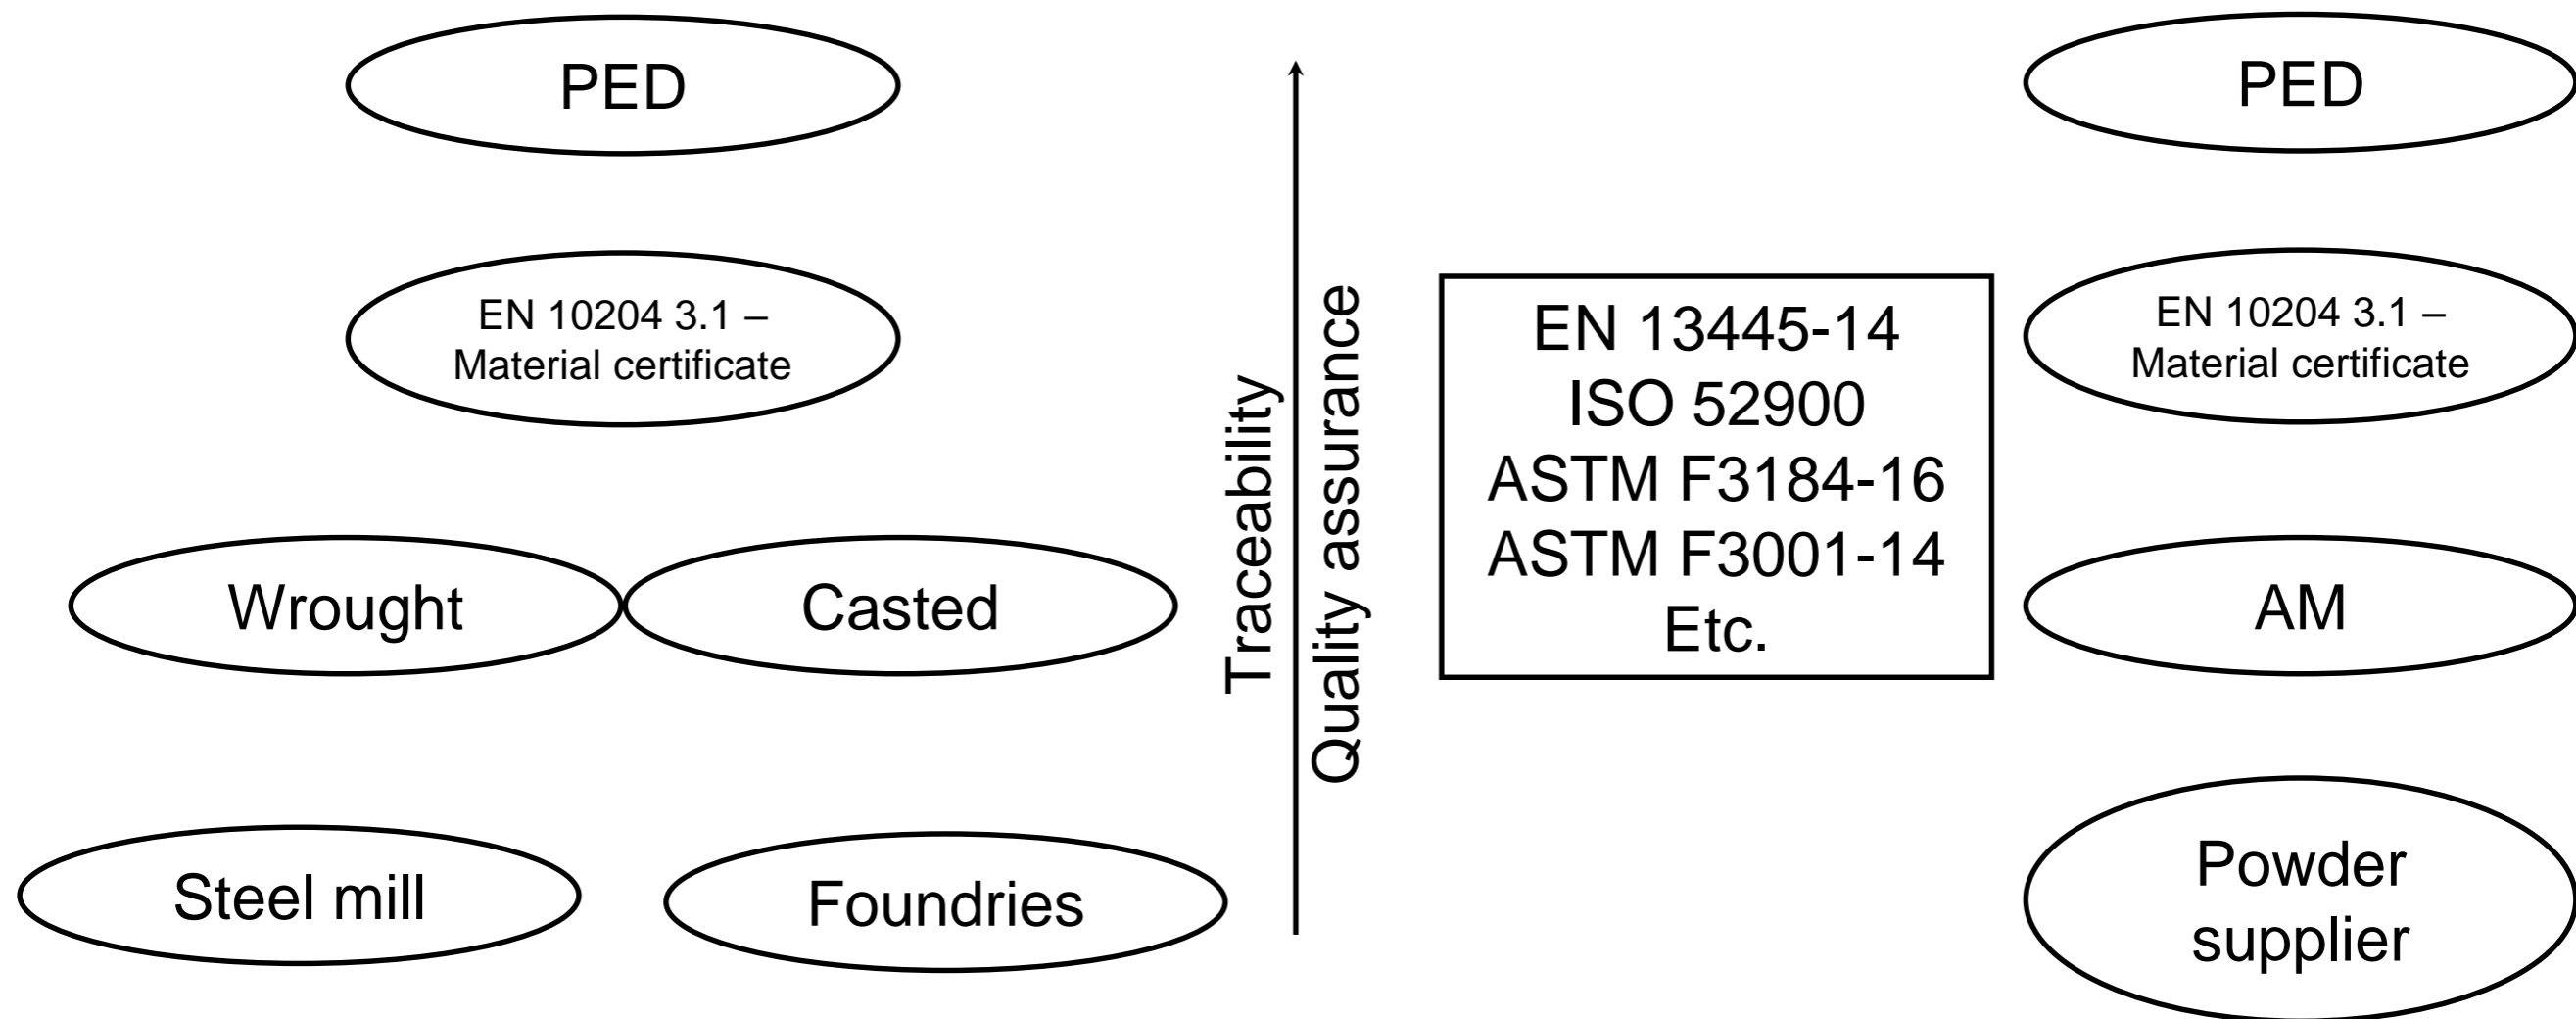 PED
EN 10204 3.1 –
Material certificate
Wrought
Casted
Steel mill
Foundries
Traceability
Quality assurance
EN 13445-14
ISO 52900
ASTM F3184-16
ASTM F3001-14
Etc.
PED
EN 10204 3.1 –
Material certificate
AM
Powder
supplier